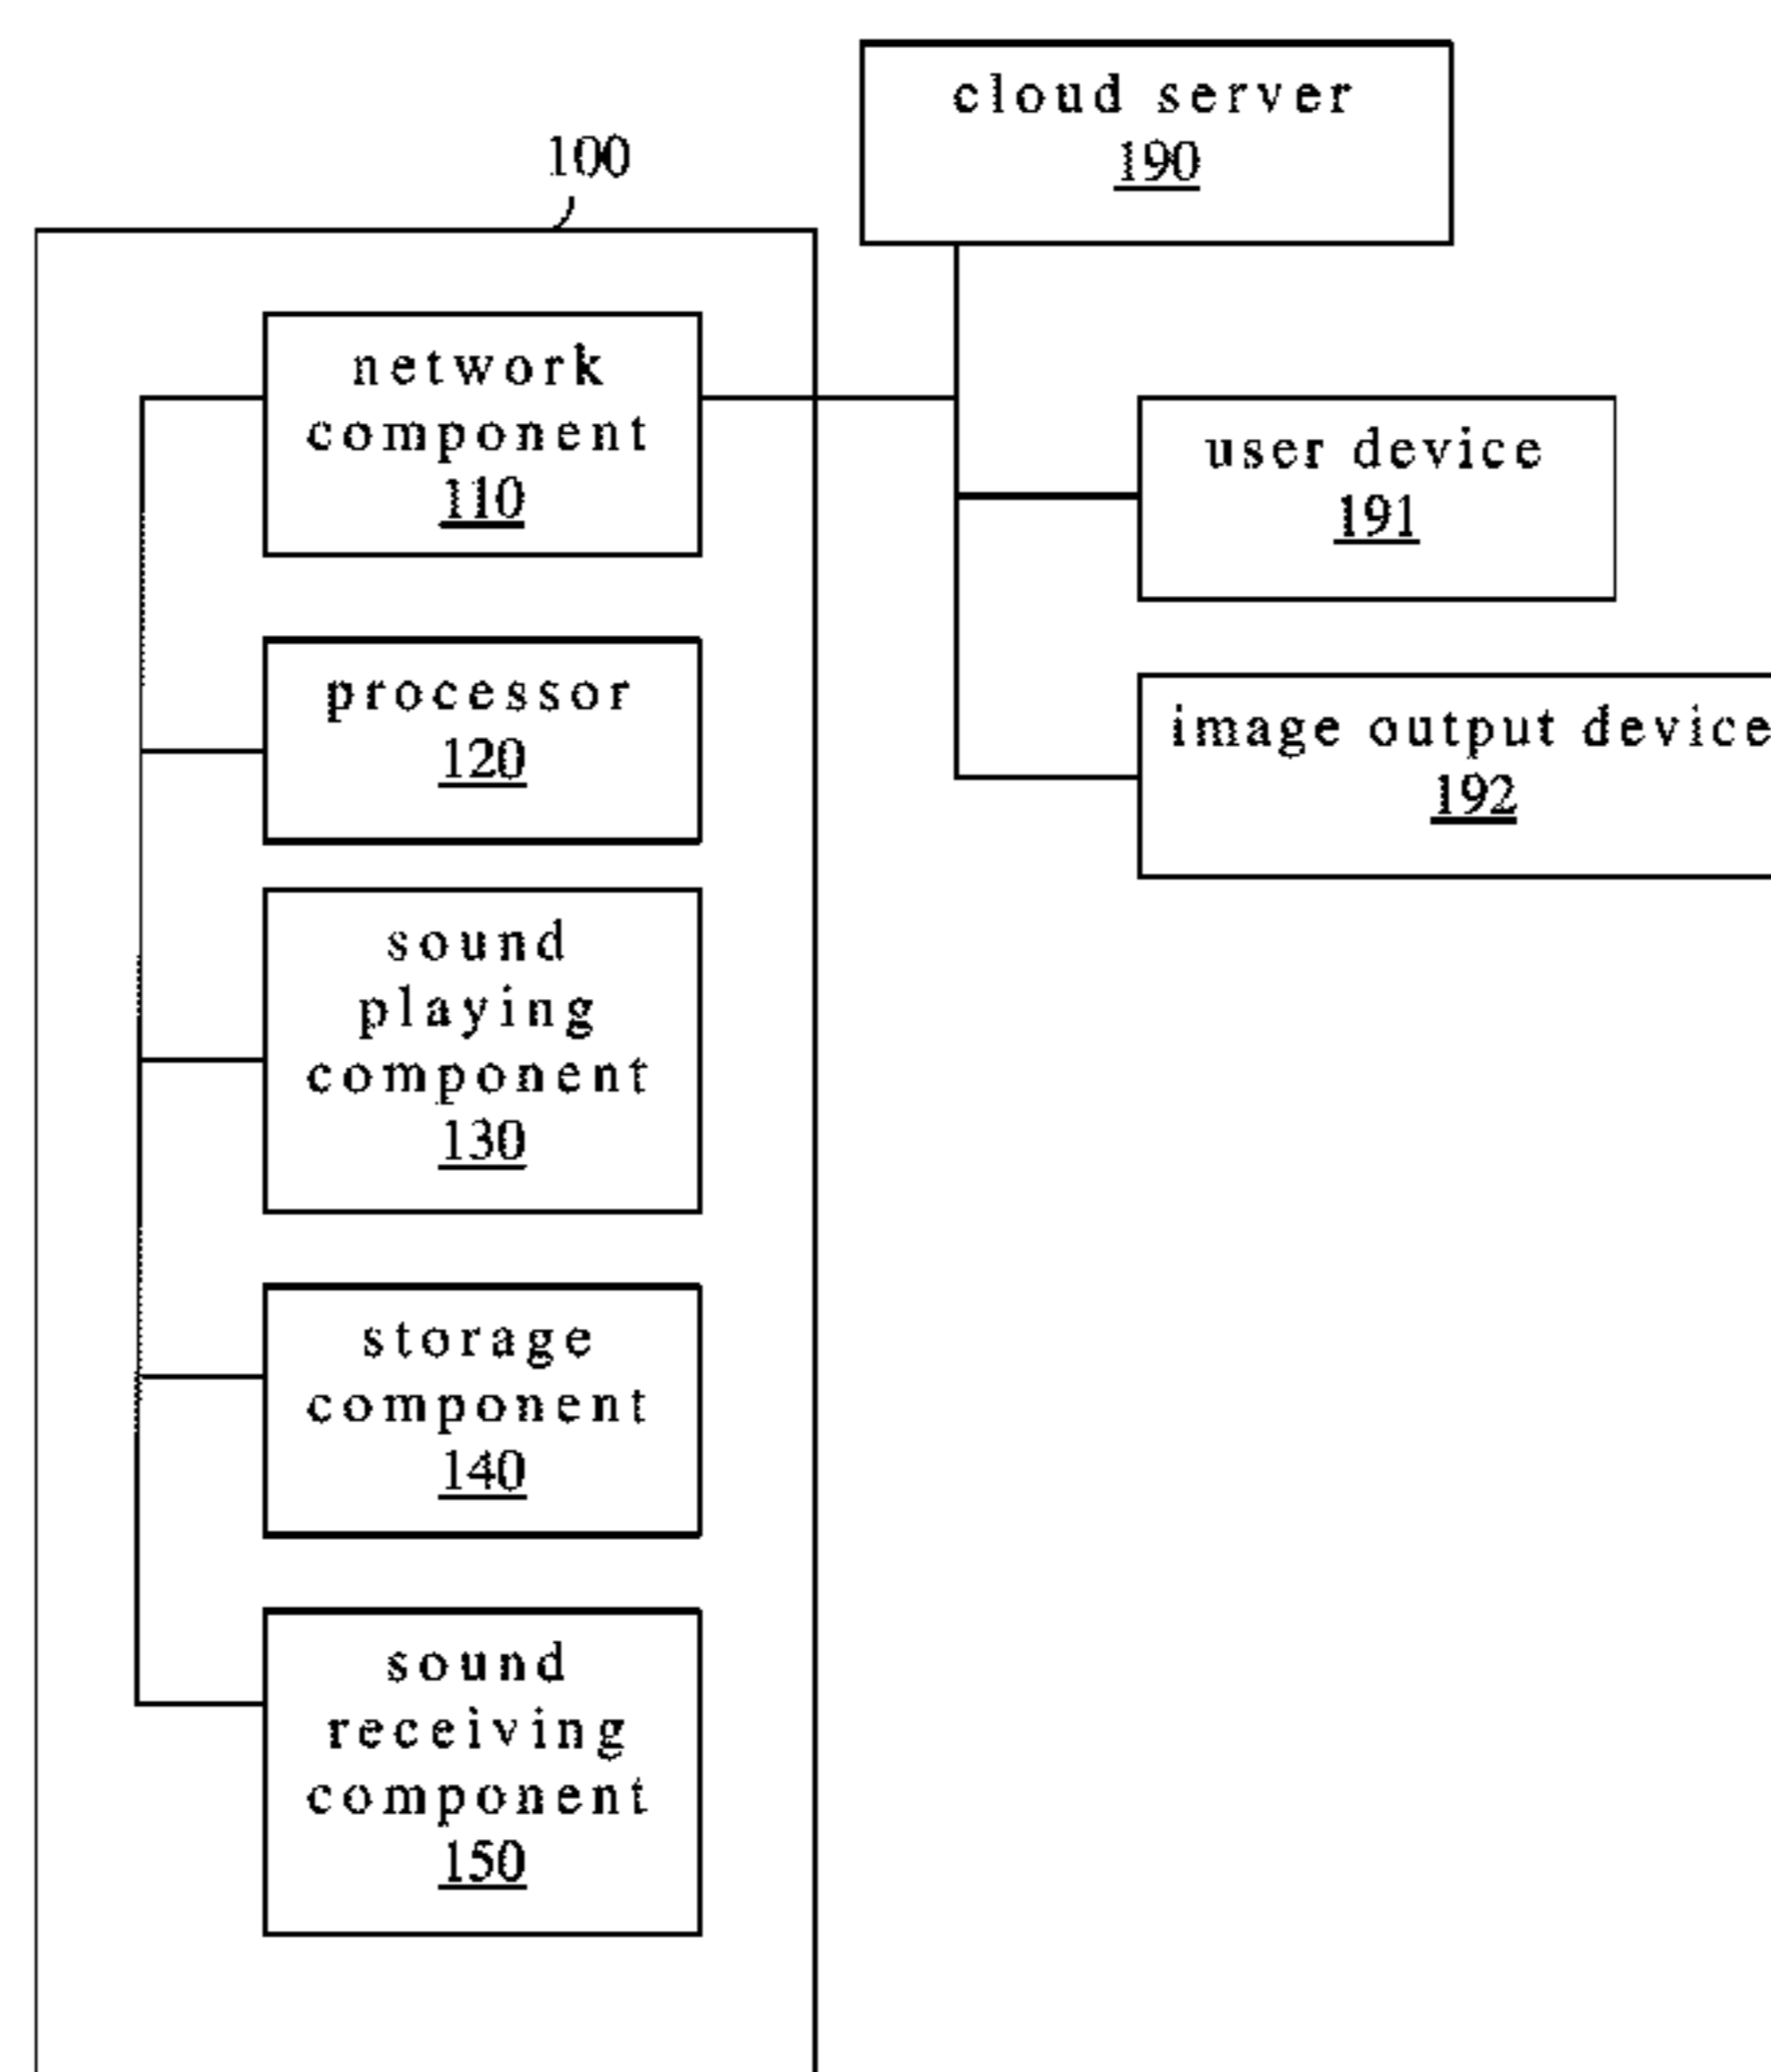 100
network
component
110
processor
120
sound
playing
component
130
storage
component
140
sound
receiving
component
150
cloud server
190
user device
191
image output device
192